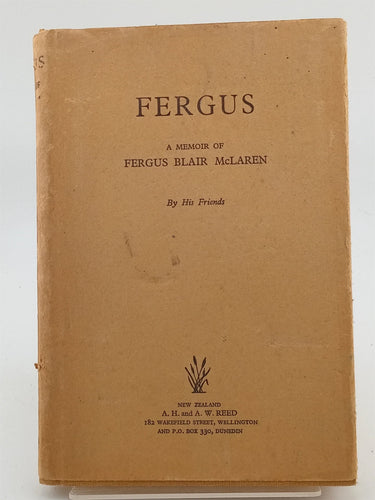 FERGUS
A MEMOIR OF
FERGUS BLAIR McLAREN
By His Friends
NEW ZEALAND
A. H. and A. W. REED
182 WAKEFIELD STREET, WELLINGTON
AND P.O. BOX 330, DUNEDIN